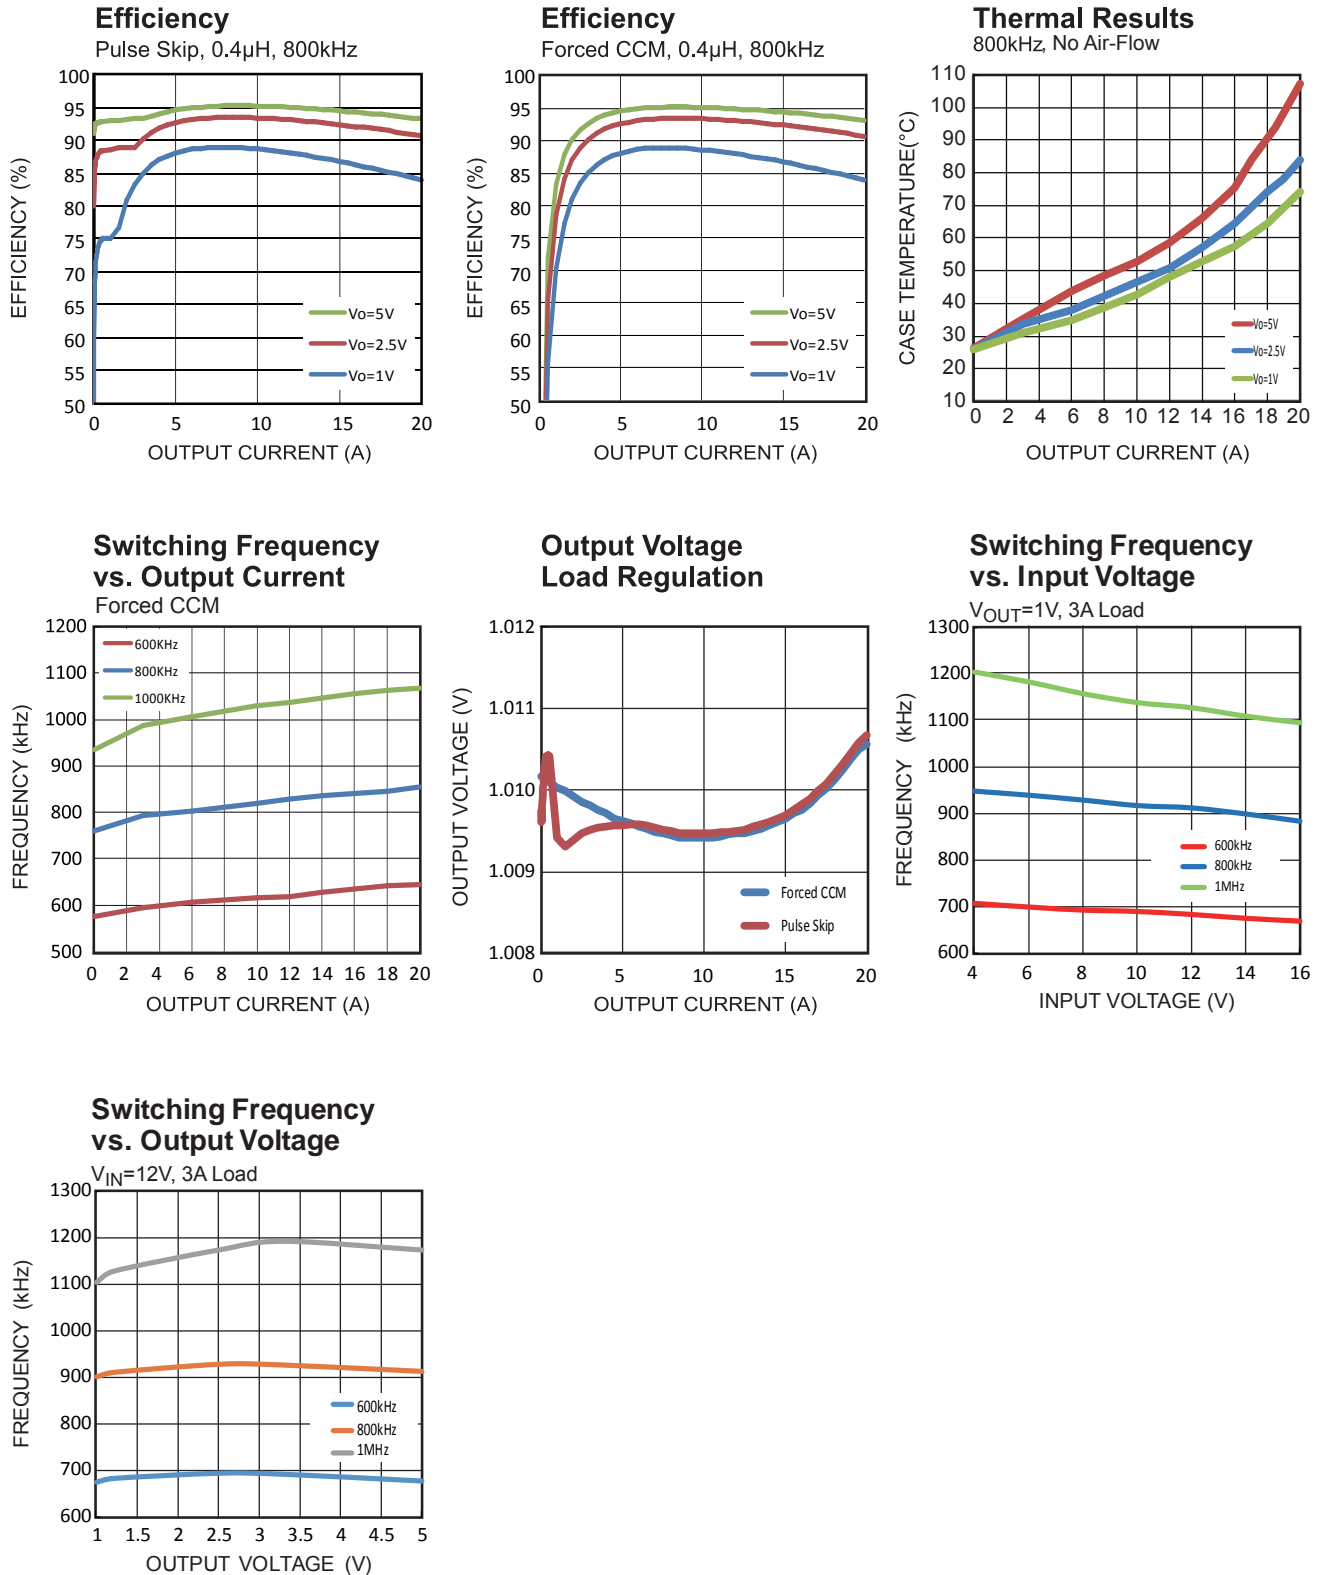 Efficiency
Pulse Skip, 0.4µH, 800kHz
EFFICIENCY (%)
100
95
90
85
80
75
70
65
60
55
50
Vo=5V
Vo=2.5V
Vo=1V
0 5 10 15 20
OUTPUT CURRENT (A)
Efficiency
Forced CCM, 0.4µH, 800kHz
EFFICIENCY (%)
100
95
90
85
80
75
70
65
60
55
50
Vo=5V
Vo=2.5V
Vo=1V
0 5 10 15 20
OUTPUT CURRENT (A)
Thermal Results
800kHz, No Air-Flow
CASE TEMPERATURE(°C)
110
100
90
80
70
60
50
40
30
20
10
Vo=5V
Vo=2.5V
Vo=1V
0 2 4 6 8 10 12 14 16 18 20
OUTPUT CURRENT (A)
Switching Frequency
vs. Output Current
Forced CCM
FREQUENCY (kHz)
1200
1100
1000
900
800
700
600
500
600KHz
800KHz
1000KHz
0 2 4 6 8 10 12 14 16 18 20
OUTPUT CURRENT (A)
Output Voltage
Load Regulation
OUTPUT VOLTAGE (V)
1.012
1.011
1.010
1.009
1.008
Forced CCM
Pulse Skip
0 5 10 15 20
OUTPUT CURRENT (A)
Switching Frequency
vs. Input Voltage
VOUT=1V, 3A Load
FREQUENCY (kHz)
1300
1200
1100
1000
900
800
700
600
600kHz
800kHz
1MHz
4 6 8 10 12 14 16
INPUT VOLTAGE (V)
Switching Frequency
vs. Output Voltage
VIN=12V, 3A Load
FREQUENCY (kHz)
1300
1200
1100
1000
900
800
700
600
600kHz
800kHz
1MHz
1 1.5 2 2.5 3 3.5 4 4.5 5
OUTPUT VOLTAGE (V)